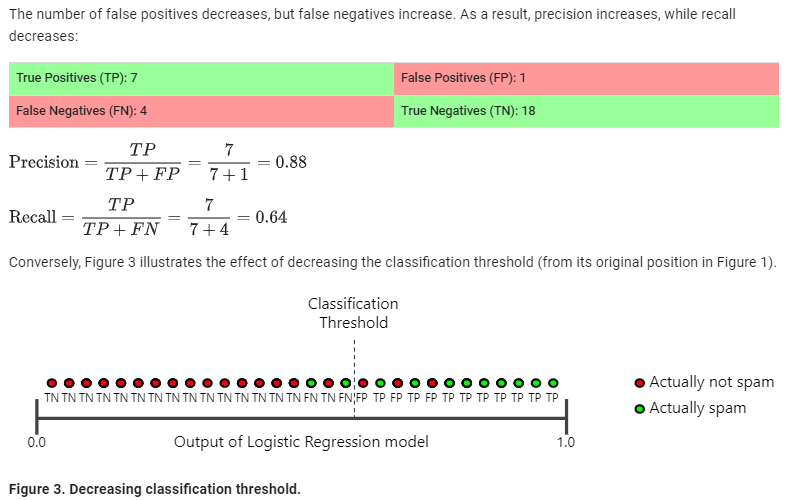 The number of false positives decreases, but false negatives increase. As a result, precision increases, while recall
decreases:
True Positives (TP): 7 False Positives (FP): 1
False Negatives (FN): 4 True Negatives (TN): 18
Precision = TP / (TP + FP) = 7 / (7 + 1) = 0.88
Recall = TP / (TP + FN) = 7 / (7 + 4) = 0.64
Conversely, Figure 3 illustrates the effect of decreasing the classification threshold (from its original position in Figure 1).
Classification
Threshold
TN TN TN TN TN TN TN TN TN TN TN TN TN TN TN FN TN FN FP TP FP TP FP TP TP TP TP TP TP TP
Actually not spam
Actually spam
0.0 Output of Logistic Regression model 1.0
Figure 3. Decreasing classification threshold.